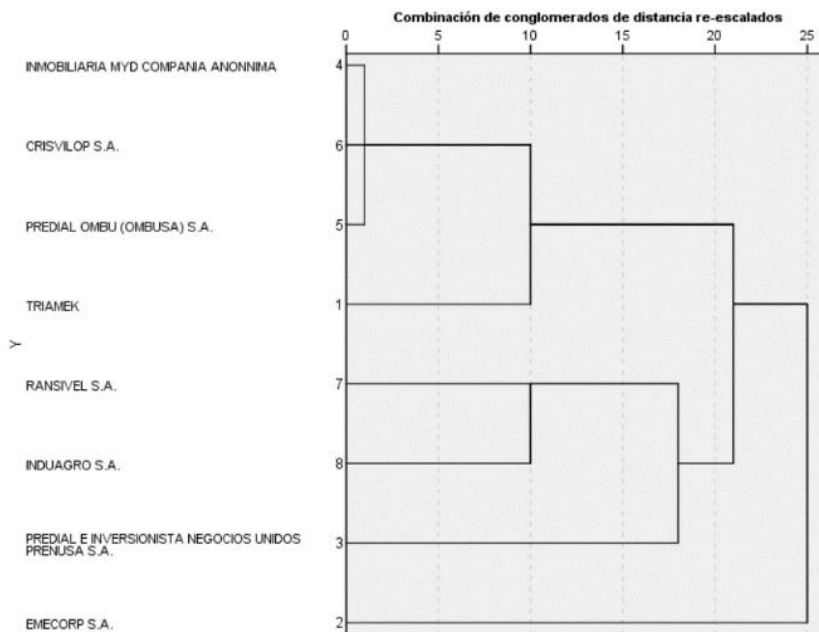 Combinación de conglomerados de distancia re-escalados
0 5 10 15 20 25
INMOBILIARIA MYD COMPANIA ANONNIMA 4
CRISVILOP S.A. 6
PREDIAL OMBU (OMBUSA) S.A. 5
TRIAMEK 1
Y
RANSIVEL S.A. 7
INDUAGRO S.A. 8
PREDIAL E INVERSIONISTA NEGOCIOS UNIDOS 3
PRENUSA S.A.
EMECORP S.A. 2